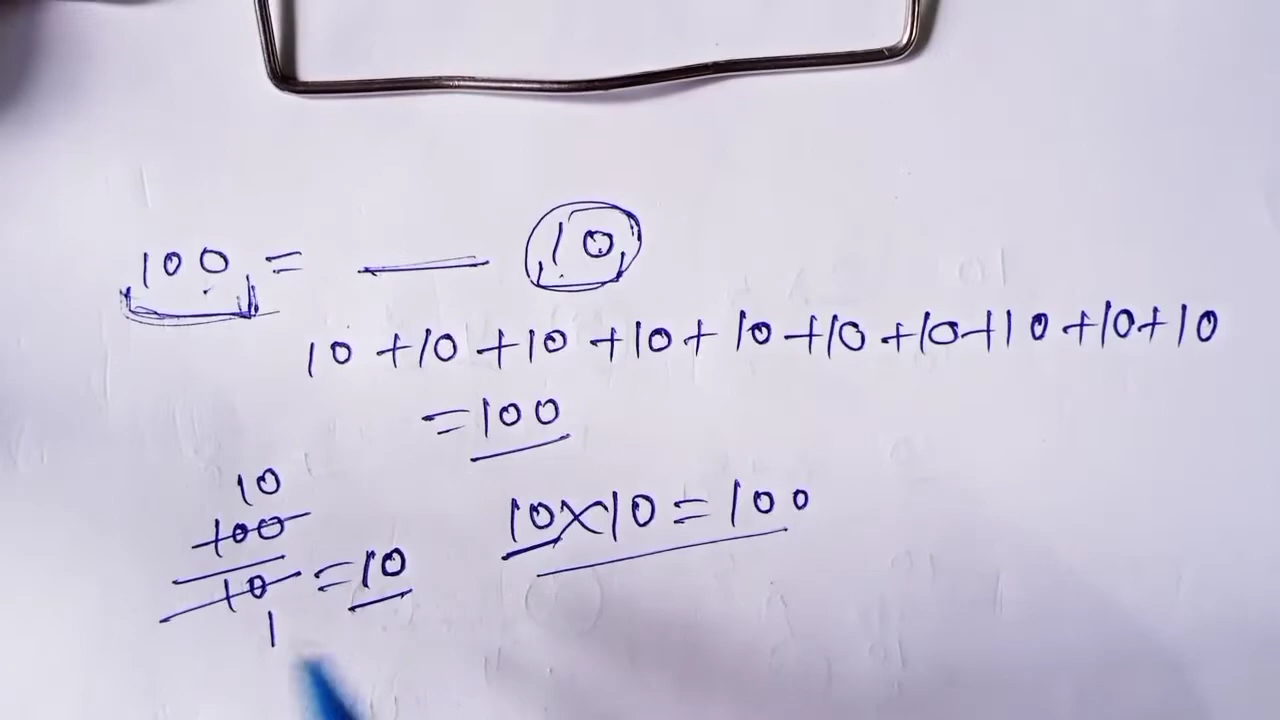 100 = ___ 10
10 + 10 + 10 + 10 + 10 + 10 + 10 + 10 + 10 + 10
= 100
10
100
10 = 10
1
10 × 10 = 100